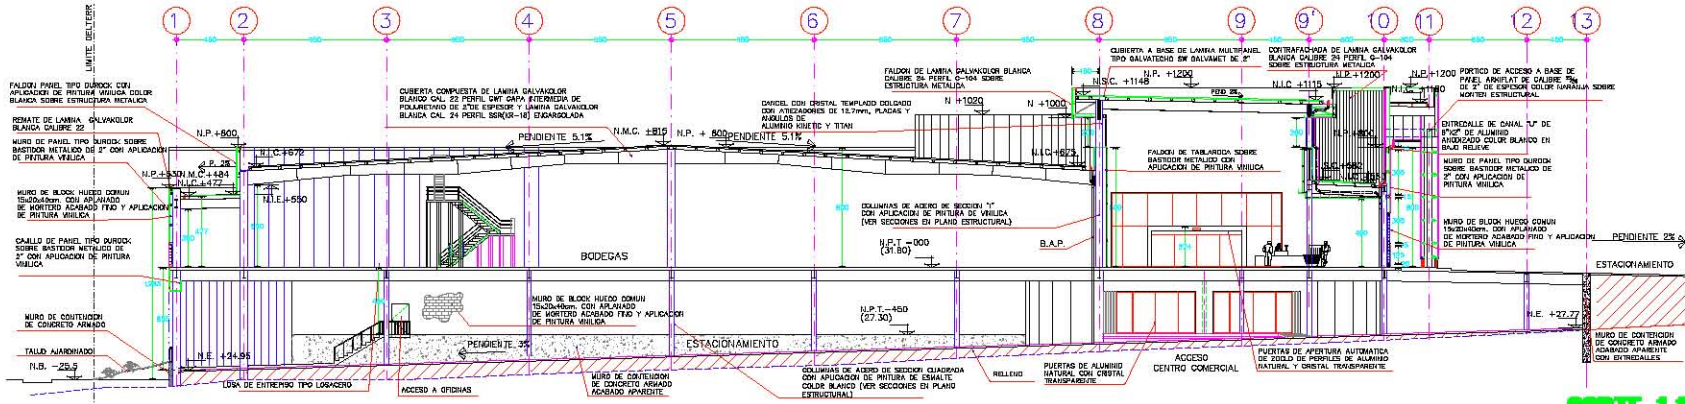 1 2 3 4 5 6 7 8 9 9' 10 11 12 13
LIMITE DEL TERR
FALDON PANEL TIPO DUROCK CON
APLICACION DE PINTURA VINILICA COLOR
BLANCA SOBRE ESTRUCTURA METALICA
REMATE DE LAMINA GALVAKOLOR
BLANCA CALIBRE 22
MURO DE PANEL TIPO DUROCK SOBRE
BASTIDOR METALICO DE 2" CON APLICACION
DE PINTURA VINILICA
MURO DE BLOCK HUECO COMUN
15x20x40cm. CON APLANADO
DE MORTERO ACABADO FINO Y APLICACION
DE PINTURA VINILICA
CAJILLO DE PANEL TIPO DUROCK
SOBRE BASTIDOR METALICO DE
2" CON APLICACION DE PINTURA
VINILICA
MURO DE CONTENCION
DE CONCRETO ARMADO
TALUD AJARDINADO
N.B. -25.5
N.P.+600
P. 2%
N.M.C.+484
N.I.C.+477
N.I.C.+672
N.I.E.+550
N.E. +24.95
CUBIERTA COMPUESTA DE LAMINA GALVAKOLOR
BLANCO CAL. 22 PERFIL GWT CAPA INTERMEDIA DE
POLIURETANO DE 2"DE ESPESOR Y LAMINA GALVAKOLOR
BLANCA CAL. 24 PERFIL SSR(KR-18) ENGARGOLADA
PENDIENTE 5.1%
N.M.C. +815
N.P. + 800
PENDIENTE 5.1%
CANCEL CON CRISTAL TEMPLADO COLGADO
CON ATIEZADORES DE 12.7mm, PLACAS Y
ANGULOS DE
ALUMINIO KINETIC Y TITAN
FALDON DE LAMINA GALVAKOLOR BLANCA
CALIBRE 24 PERFIL G-104 SOBRE
ESTRUCTURA METALICA
N +1020
N +1000
N.I.C.+675
CUBIERTA A BASE DE LAMINA MULTIPANEL
TIPO GALVATECHO SW GALVAMET DE 2"
N.S.C. +1148
N.P. +1200
PEND 2%
N.I.C +1115
CONTRAFACHADA DE LAMINA GALVAKOLOR
BLANCA CALIBRE 24 PERFIL G-104
SOBRE ESTRUCTURA METALICA
N.P.+1200
N.P. +1200
PORTICO DE ACCESO A BASE DE
DE 2" DE ESPESOR COLOR NARANJA SOBRE
MONTEN ESTRUCTURAL
ENTRECALLE DE CANAL "U" DE
ANODIZADO COLOR BLANCO EN
BAJO RELIEVE
MURO DE PANEL TIPO DUROCK
SOBRE BASTIDOR METALICO DE
2" CON APLICACION DE
PINTURA VINILICA
MURO DE BLOCK HUECO COMUN
15x20x40cm. CON APLANADO
DE MORTERO ACABADO FINO Y APLICACION
DE PINTURA VINILICA
PENDIENTE 2%
ESTACIONAMIENTO
FALDON DE TABLAROCA SOBRE
BASTIDOR METALICO CON
APLICACION DE PINTURA VINILICA
COLUMNAS DE ACERO DE SECCION "I"
CON APLICACION DE PINTURA DE VINILICA
(VER SECCIONES EN PLANO ESTRUCTURAL)
N.P.T -000
(31.80)
B.A.P.
BODEGAS
MURO DE BLOCK HUECO COMUN
15x20x40cm. CON APLANADO
DE MORTERO ACABADO FINO Y APLICACION
DE PINTURA VINILICA
N.P.T.-450
(27.30)
ESTACIONAMIENTO
PENDIENTE 3%
LOSA DE ENTREPISO TIPO LOSACERO
ACCESO A OFICINAS
MURO DE CONTENCION
DE CONCRETO ARMADO
ACABADO APARENTE
COLUMNAS DE ACERO DE SECCION CUADRADA
CON APLICACION DE PINTURA DE ESMALTE
COLOR BLANCO (VER SECCIONES EN PLANO
ESTRUCTURAL)
RELLENO
PUERTAS DE ALUMINIO
NATURAL CON CRISTAL
TRANSPARENTE
ACCESO
CENTRO COMERCIAL
PUERTAS DE APERTURA AUTOMATICA
DE ZOCLO DE PERFILES DE ALUMINIO
NATURAL Y CRISTAL TRANSPARENTE
N.E. +27.77
MURO DE CONTENCION
DE CONCRETO ARMADO
ACABADO APARENTE
CON ENTRECALLES